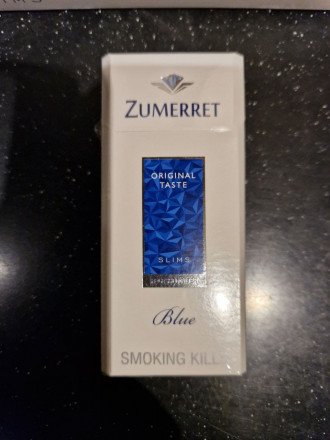 ZUMERRET
ORIGINAL
TASTE
SLIMS
Blue
SMOKING KILLS